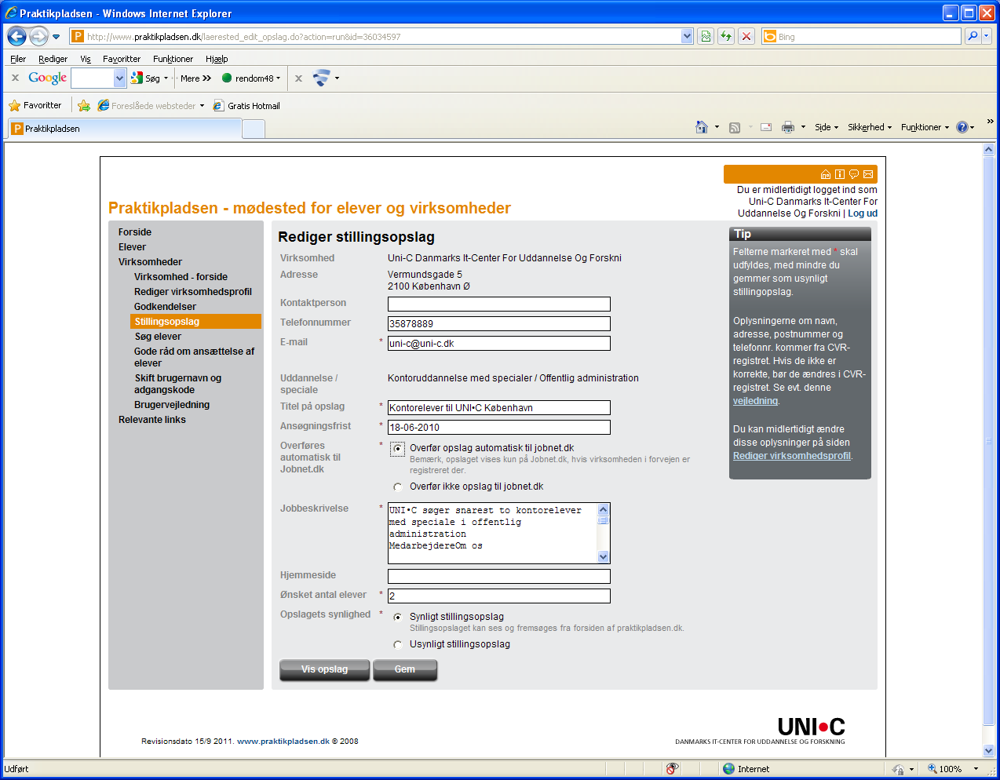 Praktikpladsen - Windows Internet Explorer
http://www.praktikpladsen.dk/laerested_edit_opslag.do?action=run&id=36034597
Bing
Filer Rediger Vis Favoritter Funktioner Hjælp
x Google Søg Mere >> rendom48 x
Favoritter Foreslåede websteder Gratis Hotmail
Praktikpladsen
Side Sikkerhed Funktioner >>
Du er midlertidigt logget ind som
Uni-C Danmarks It-Center For
Uddannelse Og Forskni | Log ud
Praktikpladsen - mødested for elever og virksomheder
Forside
Elever
Virksomheder
Virksomhed - forside
Rediger virksomhedsprofil
Godkendelser
Stillingsopslag
Søg elever
Gode råd om ansættelse af
elever
Skift brugernavn og
adgangskode
Brugervejledning
Relevante links
Rediger stillingsopslag
Virksomhed Uni-C Danmarks It-Center For Uddannelse Og Forskni
Adresse Vermundsgade 5
2100 København Ø
Kontaktperson
Telefonnummer 35878889
E-mail * uni-c@uni-c.dk
Uddannelse / Kontoruddannelse med specialer / Offentlig administration
speciale
Titel på opslag * Kontorelever til UNI•C København
Ansøgningsfrist * 18-06-2010
Overføres * Overfør opslag automatisk til jobnet.dk
automatisk til Bemærk, opslaget vises kun på Jobnet.dk, hvis virksomheden i forvejen er
Jobnet.dk registreret der.
Overfør ikke opslag til jobnet.dk
Jobbeskrivelse * UNI•C søger snarest to kontorelever
med speciale i offentlig
administration
MedarbejdereOm os
Hjemmeside
Ønsket antal elever * 2
Opslagets synlighed * Synligt stillingsopslag
Stillingsopslaget kan ses og fremsøges fra forsiden af praktikpladsen.dk.
Usynligt stillingsopslag
Vis opslag Gem
Tip
Felterne markeret med * skal
udfyldes, med mindre du
gemmer som usynligt
stillingopslag.
Oplysningerne om navn,
adresse, postnummer og
telefonnr. kommer fra CVR-
registret. Hvis de ikke er
korrekte, bør de ændres i CVR-
registret. Se evt. denne
vejledning.
Du kan midlertidigt ændre
disse oplysninger på siden
Rediger virksomhedsprofil.
Revisionsdato 15/9 2011. www.praktikpladsen.dk © 2008
UNI•C
DANMARKS IT-CENTER FOR UDDANNELSE OG FORSKNING
Udført Internet 100%